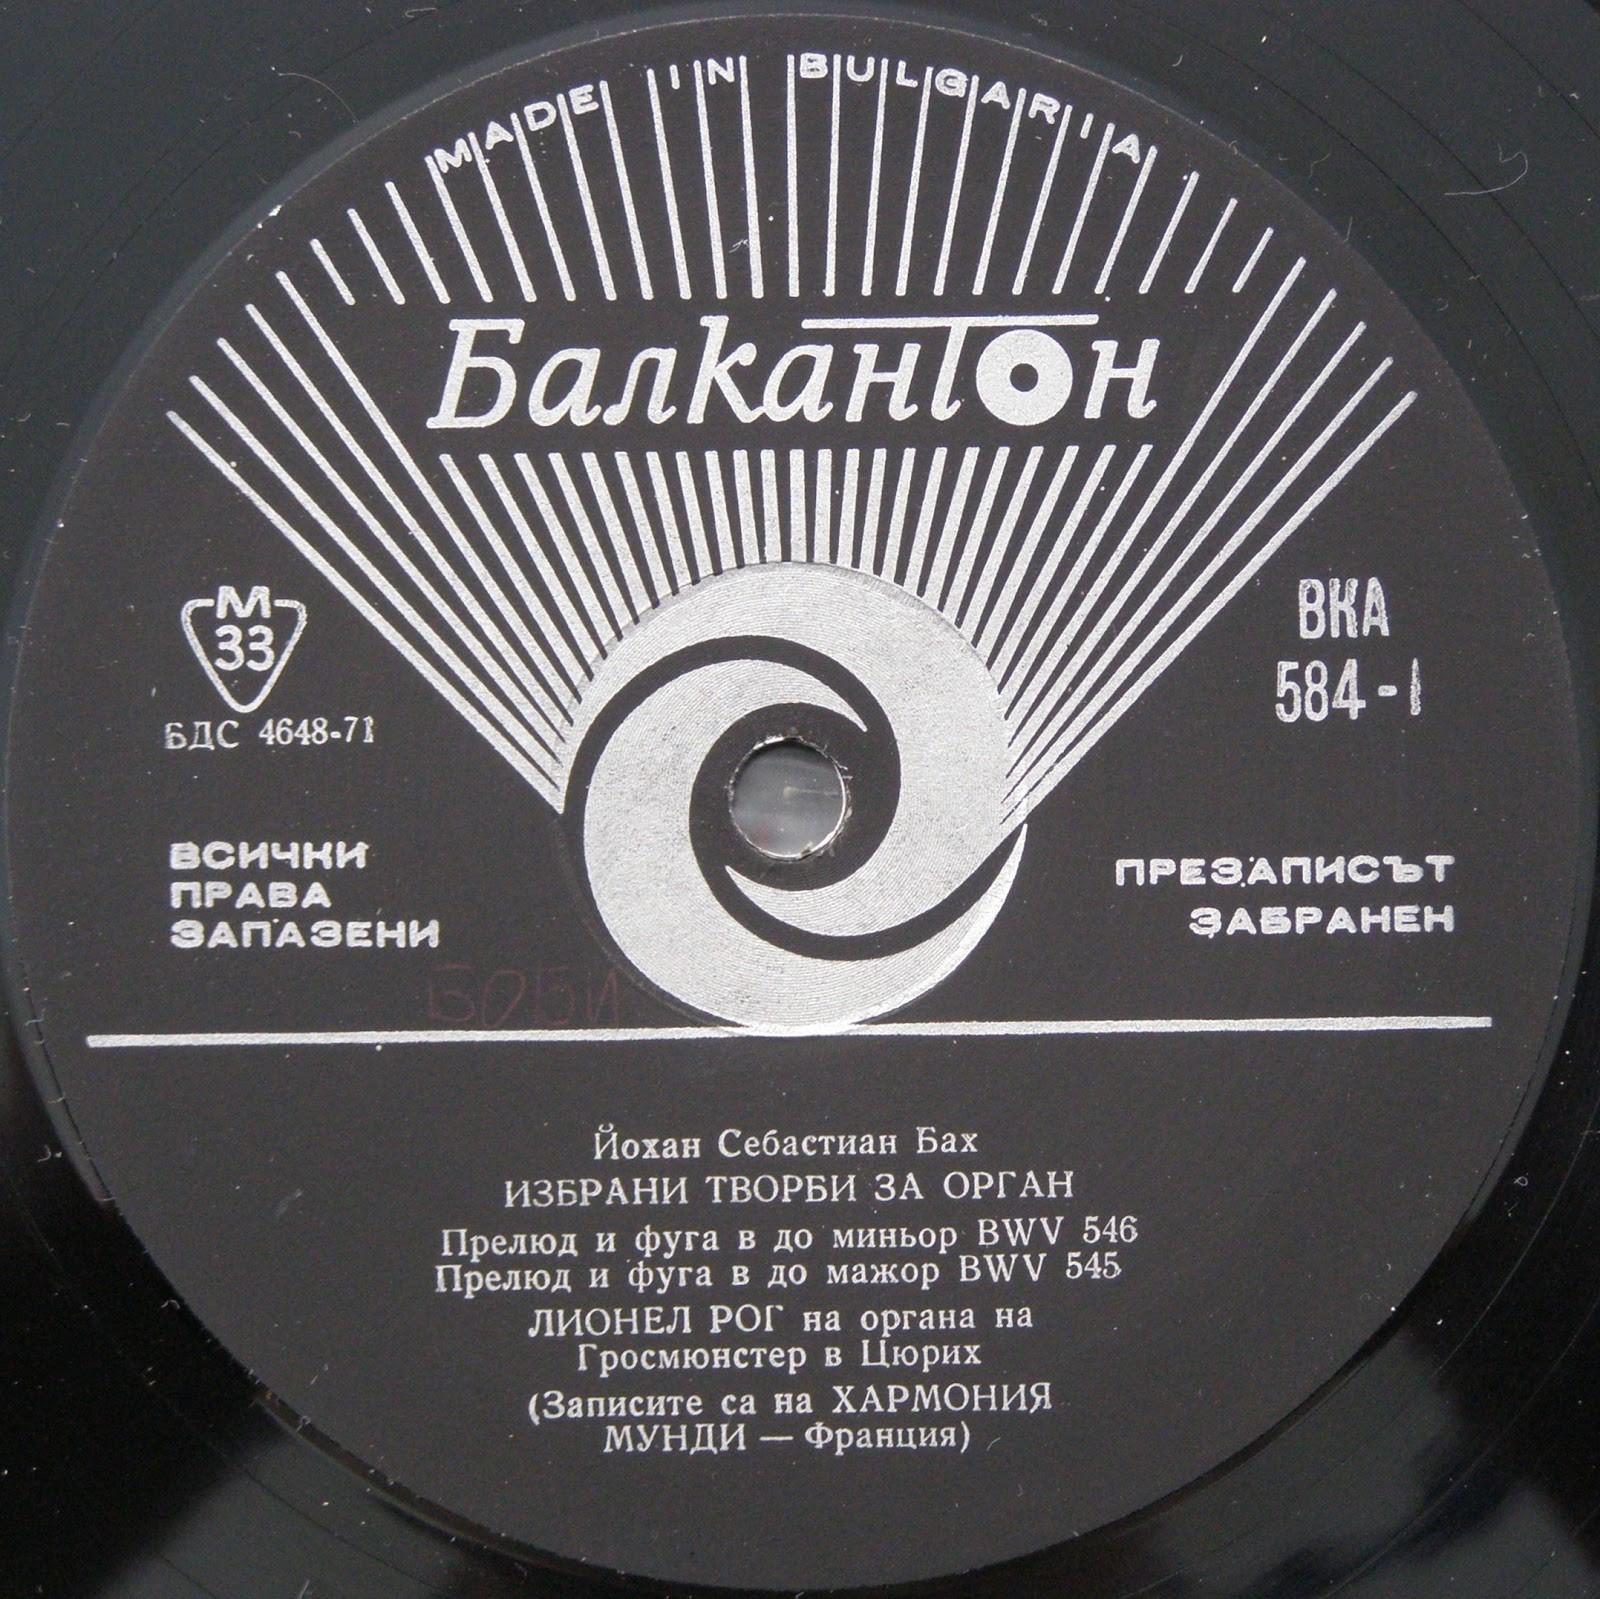 MADE IN BULGARIA
Балкантон
М
33
БДС 4648-71
ВКА
584-I
ВСИЧКИ
ПРАВА
ЗАПАЗЕНИ
ПРЕЗАПИСЪТ
ЗАБРАНЕН
БОБИ
Йохан Себастиан Бах
ИЗБРАНИ ТВОРБИ ЗА ОРГАН
Прелюд и фуга в до миньор BWV 546
Прелюд и фуга в до мажор BWV 545
ЛИОНЕЛ РОГ на органа на
Гросмюнстер в Цюрих
(Записите са на ХАРМОНИЯ
МУНДИ — Франция)